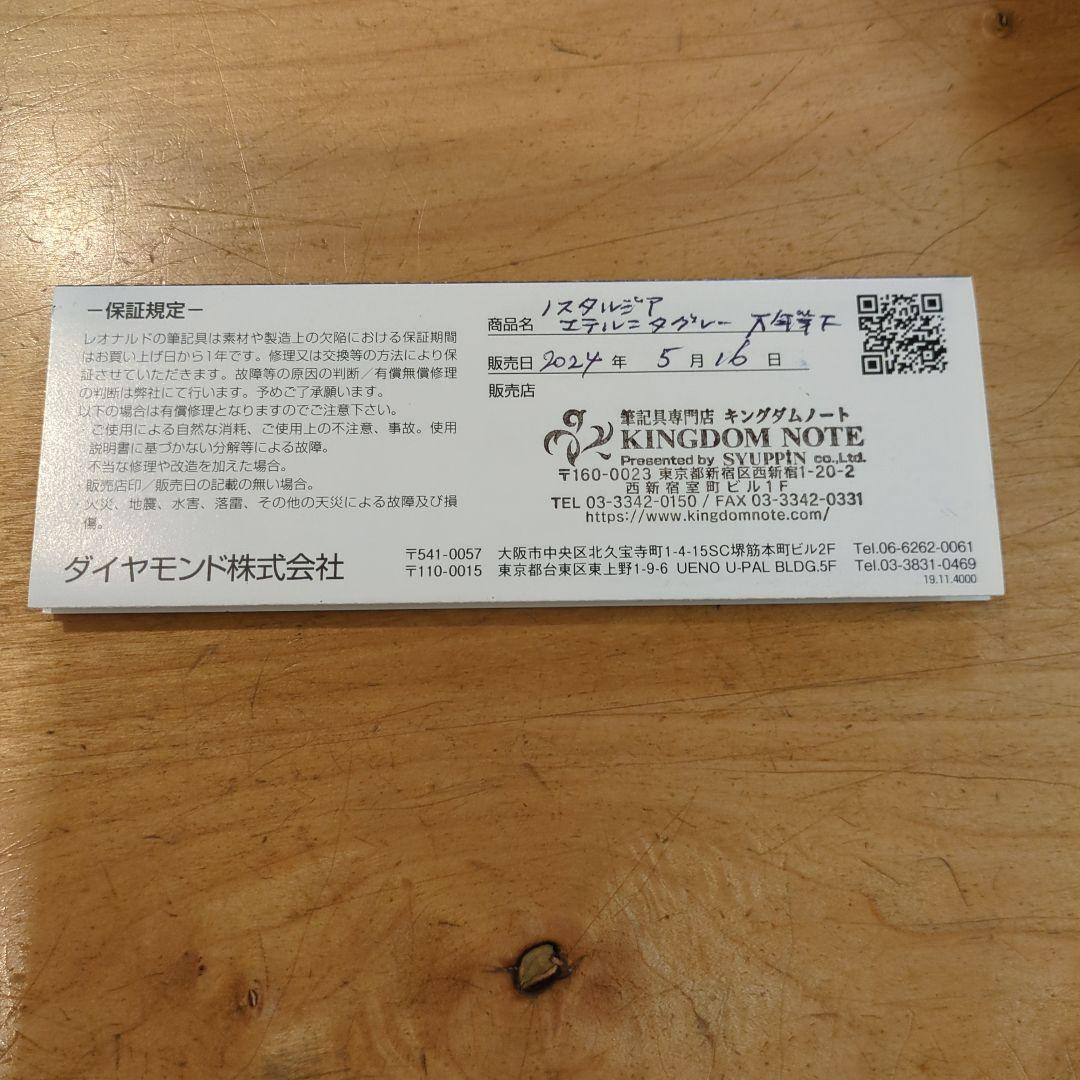 −保証規定−
レオナルドの筆記具は素材や製造上の欠陥における保証期間
はお買い上げ日から1年です。修理又は交換等の方法により保
証させていただきます。故障等の原因の判断／有償無償修理
の判断は弊社にて行います。予めご了承願います。
以下の場合は有償修理となりますのでご注意下さい。
・ご使用による自然な消耗、ご使用上の不注意、事故。使用
説明書に基づかない分解等による故障。
・不当な修理や改造を加えた場合。
・販売店印／販売日の記載の無い場合。
・火災、地震、水害、落雷、その他の天災による故障及び損
傷。
商品名 ノスタルジア
エテルニタグレー 万年筆 F
販売日 2024 年 5 月 16 日
販売店
筆記具専門店 キングダムノート
KINGDOM NOTE
Presented by SYUPPIN co.,Ltd.
〒160-0023 東京都新宿区西新宿1-20-2
西新宿室町ビル1F
TEL 03-3342-0150 / FAX 03-3342-0331
https://www.kingdomnote.com/
ダイヤモンド株式会社
〒541-0057 大阪市中央区北久宝寺町1-4-15SC堺筋本町ビル2F Tel.06-6262-0061
〒110-0015 東京都台東区東上野1-9-6 UENO U-PAL BLDG.5F Tel.03-3831-0469
19.11.4000